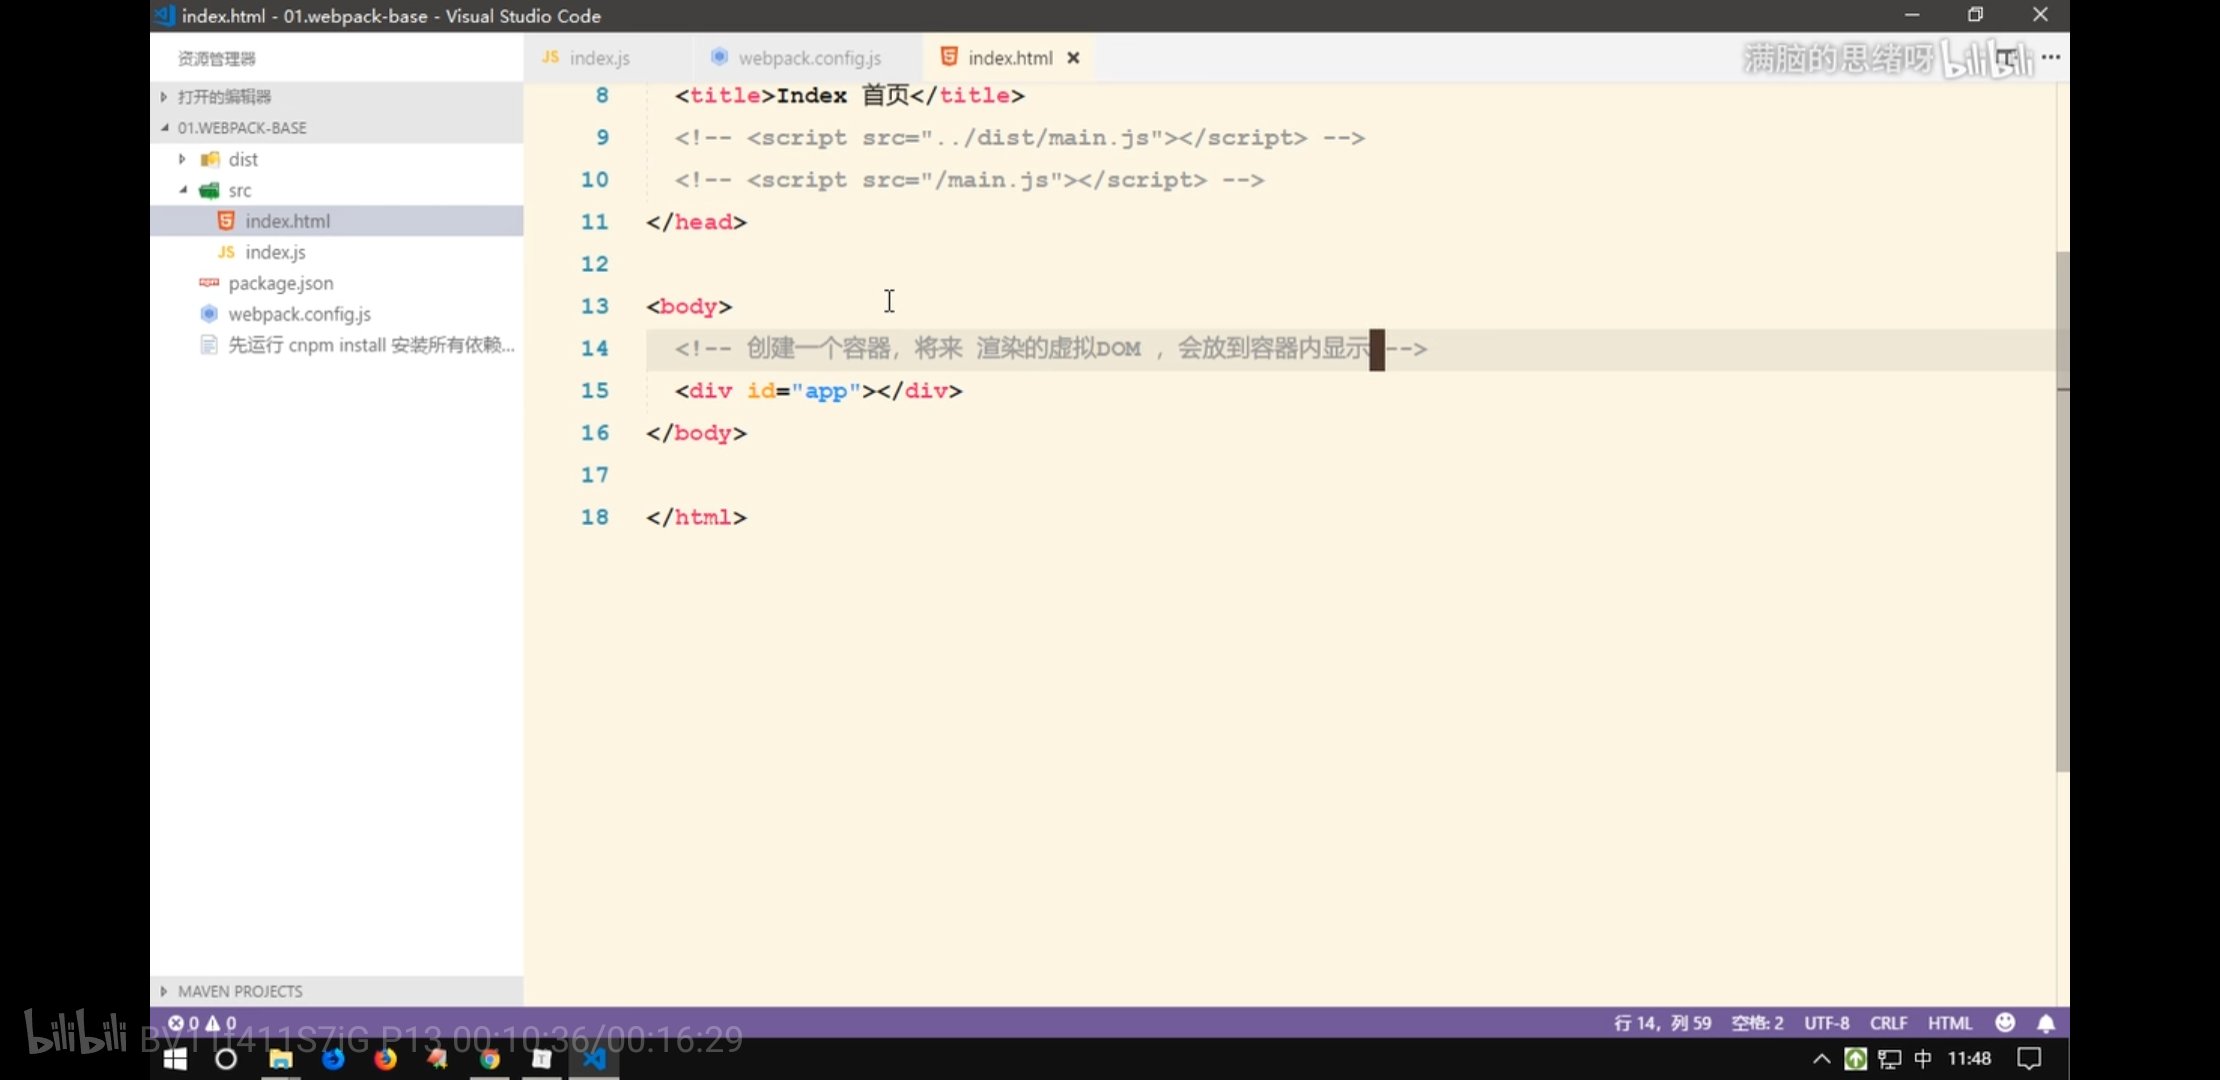 index.html - 01.webpack-base - Visual Studio Code
资源管理器
JS index.js
webpack.config.js
index.html
满脑的思绪呀 bilibili
打开的编辑器
01.WEBPACK-BASE
dist
src
index.html
JS index.js
package.json
webpack.config.js
先运行 cnpm install 安装所有依赖...
8 <title>Index 首页</title>
9 <!-- <script src="../dist/main.js"></script> -->
10 <!-- <script src="/main.js"></script> -->
11 </head>
12
13 <body>
14 <!-- 创建一个容器，将来 渲染的虚拟DOM ，会放到容器内显示 -->
15 <div id="app"></div>
16 </body>
17
18 </html>
MAVEN PROJECTS
0 0
行 14，列 59 空格: 2 UTF-8 CRLF HTML
bilibili P13 00:10:36/00:16:29
中 11:48